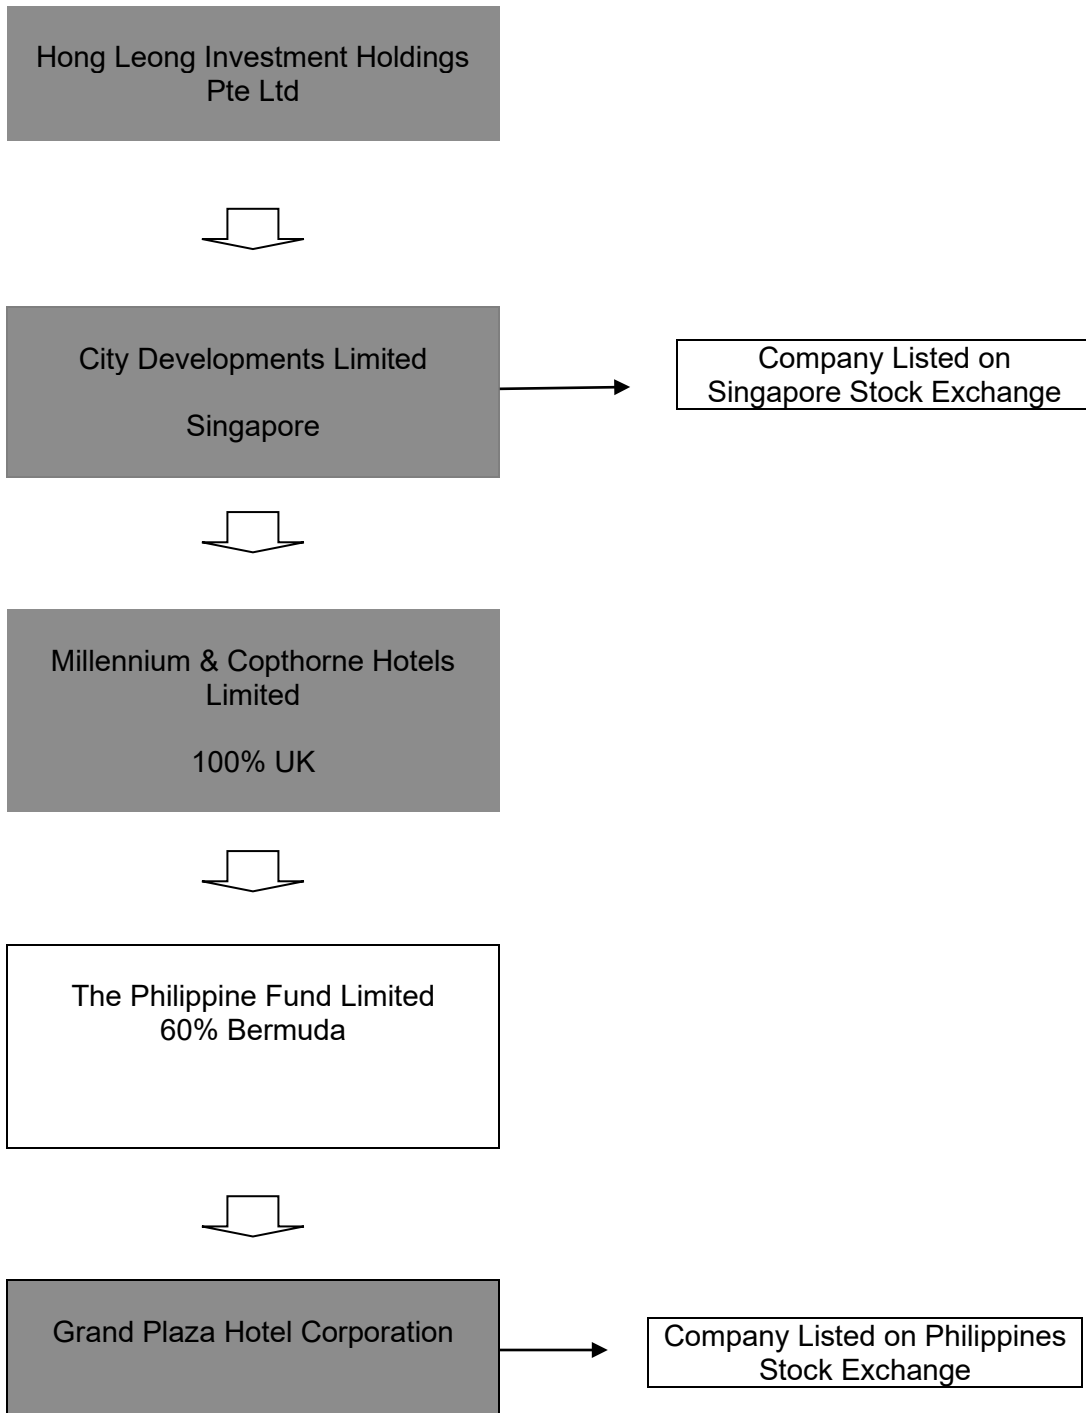 Hong Leong Investment Holdings
Pte Ltd
City Developments Limited
Singapore
Company Listed on
Singapore Stock Exchange
Millennium & Copthorne Hotels
Limited
100% UK
The Philippine Fund Limited
60% Bermuda
Grand Plaza Hotel Corporation
Company Listed on Philippines
Stock Exchange